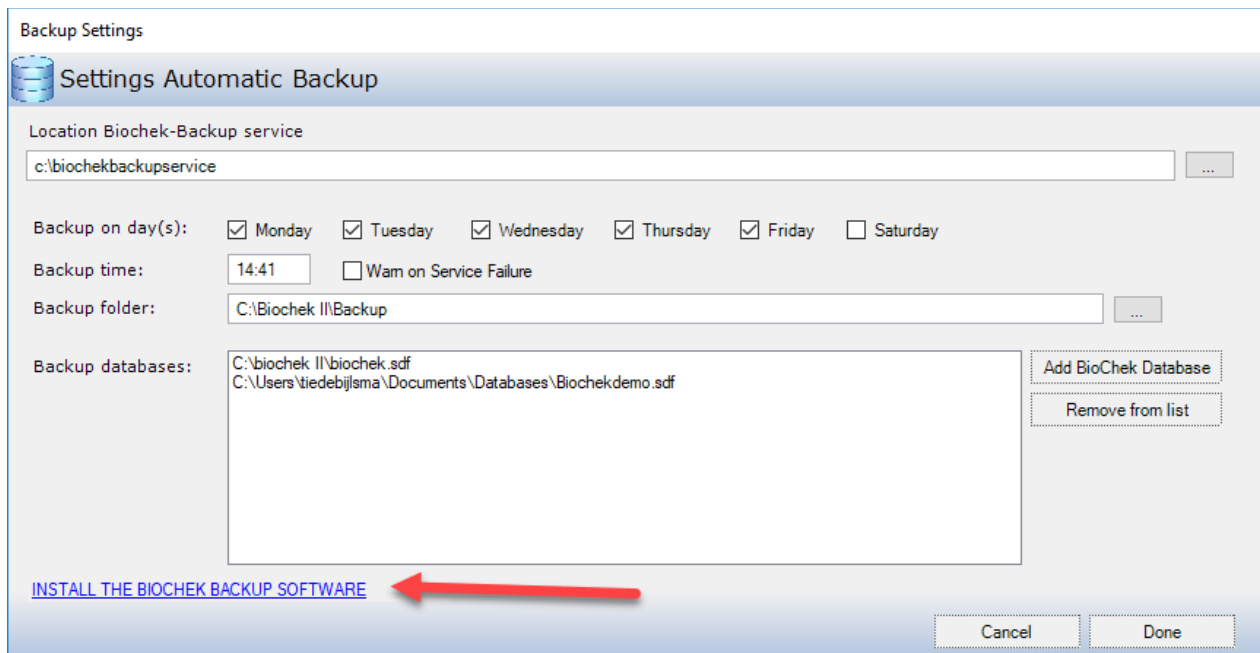 Backup Settings
Settings Automatic Backup
Location Biochek-Backup service
c:\biochekbackupservice ...
Backup on day(s): Monday Tuesday Wednesday Thursday Friday Saturday
Backup time: 14:41 Warn on Service Failure
Backup folder: C:\Biochek II\Backup ...
Backup databases: C:\biochek II\biochek.sdf Add BioChek Database
C:\Users\tiedebijlsma\Documents\Databases\Biochekdemo.sdf
Remove from list
INSTALL THE BIOCHEK BACKUP SOFTWARE
Cancel Done